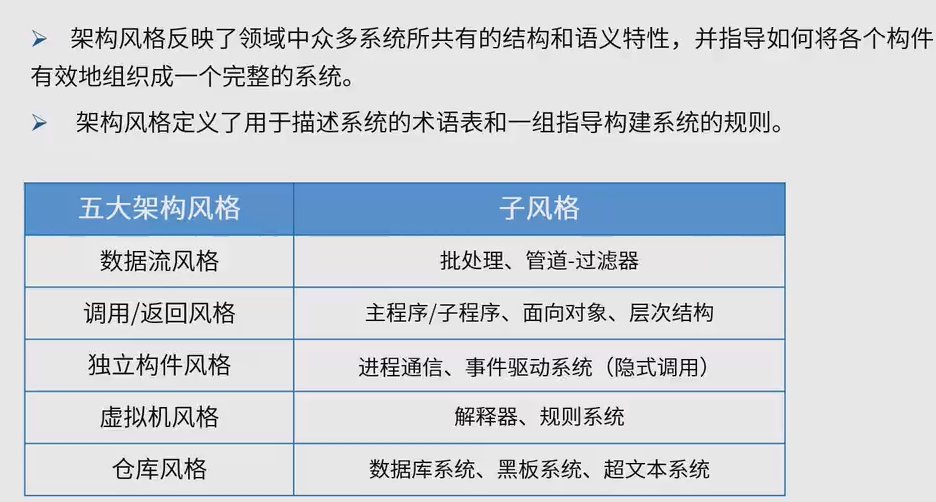 ➢ 架构风格反映了领域中众多系统所共有的结构和语义特性，并指导如何将各个构件
有效地组织成一个完整的系统。
➢ 架构风格定义了用于描述系统的术语表和一组指导构建系统的规则。
五大架构风格 子风格
数据流风格 批处理、管道-过滤器
调用/返回风格 主程序/子程序、面向对象、层次结构
独立构件风格 进程通信、事件驱动系统（隐式调用）
虚拟机风格 解释器、规则系统
仓库风格 数据库系统、黑板系统、超文本系统